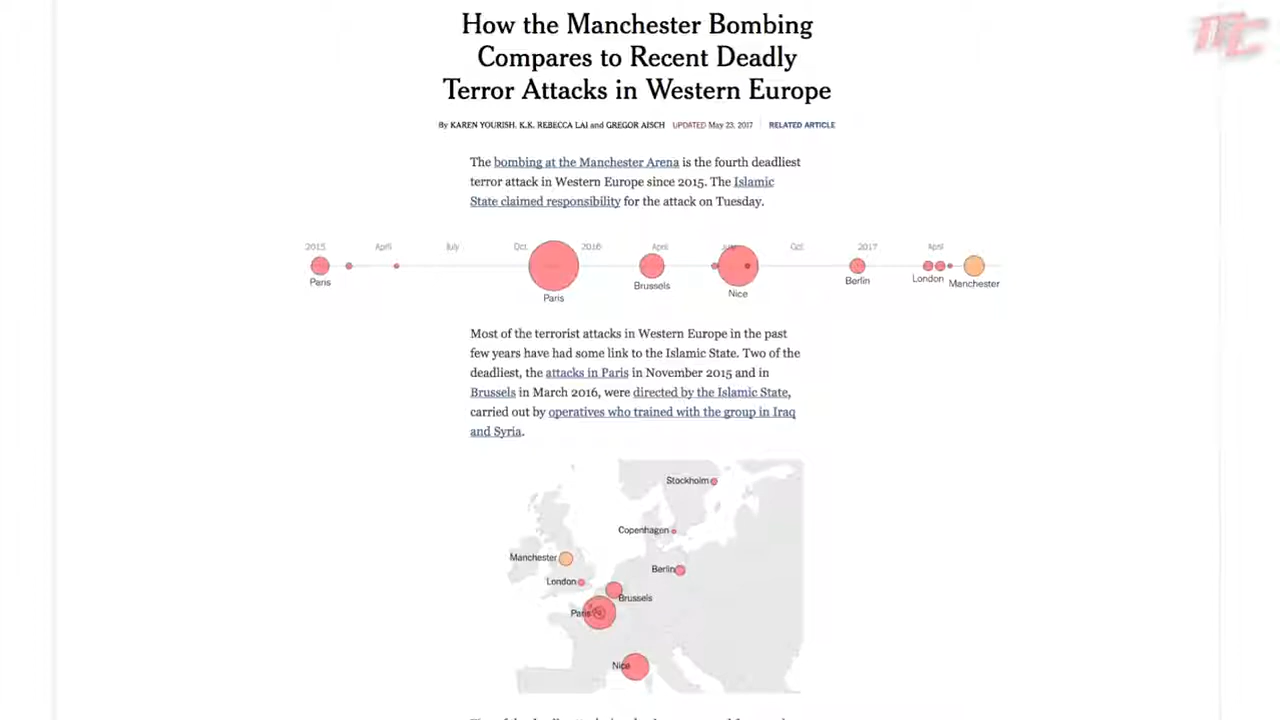 MC
How the Manchester Bombing
Compares to Recent Deadly
Terror Attacks in Western Europe
By KAREN YOURISH, K.K. REBECCA LAI and GREGOR AISCH UPDATED May 23, 2017 RELATED ARTICLE
The bombing at the Manchester Arena is the fourth deadliest
terror attack in Western Europe since 2015. The Islamic
State claimed responsibility for the attack on Tuesday.
2015 April July Oct. 2016 April July Oct. 2017 April
Paris Paris Brussels Nice Berlin London Manchester
Most of the terrorist attacks in Western Europe in the past
few years have had some link to the Islamic State. Two of the
deadliest, the attacks in Paris in November 2015 and in
Brussels in March 2016, were directed by the Islamic State,
carried out by operatives who trained with the group in Iraq
and Syria.
Stockholm
Copenhagen
Manchester
Berlin
London
Brussels
Paris
Nice